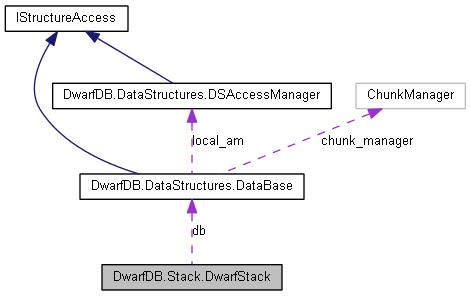 IStructureAccess
DwarfDB.DataStructures.DSAccessManager
ChunkManager
local_am
chunk_manager
DwarfDB.DataStructures.DataBase
db
DwarfDB.Stack.DwarfStack